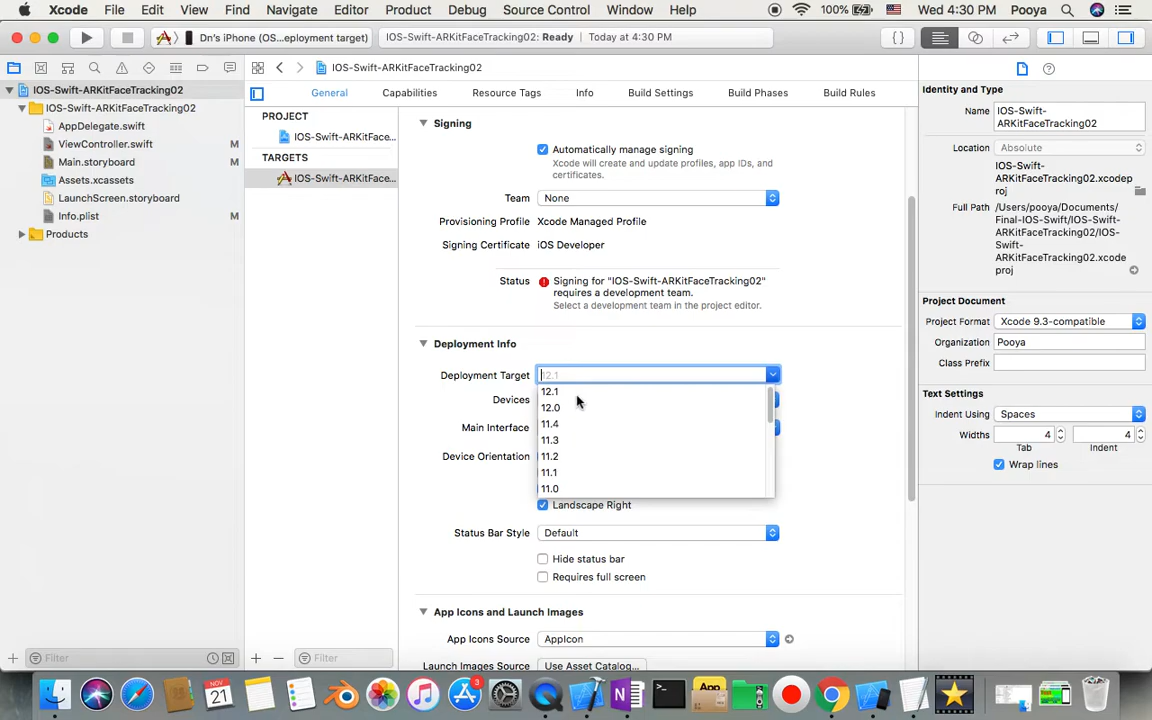 Xcode File Edit View Find Navigate Editor Product Debug Source Control Window Help 100% Wed 4:30 PM Pooya
Dn's iPhone (OS...eployment target) IOS-Swift-ARKitFaceTracking02: Ready Today at 4:30 PM
IOS-Swift-ARKitFaceTracking02
IOS-Swift-ARKitFaceTracking02
AppDelegate.swift
ViewController.swift M
Main.storyboard M
Assets.xcassets
LaunchScreen.storyboard
Info.plist M
Products
Filter
IOS-Swift-ARKitFaceTracking02
General Capabilities Resource Tags Info Build Settings Build Phases Build Rules
PROJECT
IOS-Swift-ARKitFace...
TARGETS
IOS-Swift-ARKitFace...
Filter
Signing
Automatically manage signing
Xcode will create and update profiles, app IDs, and
certificates.
Team None
Provisioning Profile Xcode Managed Profile
Signing Certificate iOS Developer
Status Signing for "IOS-Swift-ARKitFaceTracking02"
requires a development team.
Select a development team in the project editor.
Deployment Info
Deployment Target 12.1
Devices
Main Interface
Device Orientation
12.1
12.0
11.4
11.3
11.2
11.1
11.0
Landscape Right
Status Bar Style Default
Hide status bar
Requires full screen
App Icons and Launch Images
App Icons Source AppIcon
Launch Images Source Use Asset Catalog...
Identity and Type
Name IOS-Swift-
ARKitFaceTracking02
Location Absolute
IOS-Swift-
ARKitFaceTracking02.xcodep
roj
Full Path /Users/pooya/Documents/
Final-IOS-Swift/IOS-Swift-
ARKitFaceTracking02/IOS-
Swift-
ARKitFaceTracking02.xcode
proj
Project Document
Project Format Xcode 9.3-compatible
Organization Pooya
Class Prefix
Text Settings
Indent Using Spaces
Widths 4 4
Tab Indent
Wrap lines
NOV
21
3
App